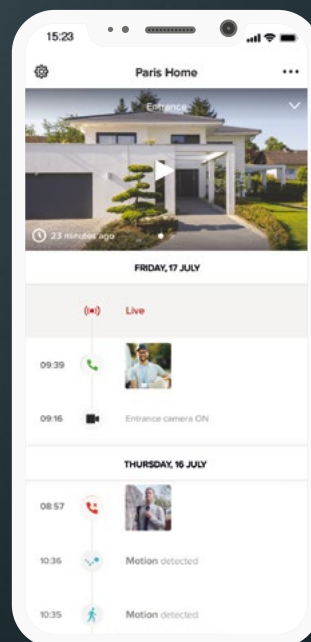 15:23
Paris Home
Entrance
23 minutes ago
FRIDAY, 17 JULY
Live
09:39
09:16 Entrance camera ON
THURSDAY, 16 JULY
08:57
10:36 Motion detected
10:35 Motion detected